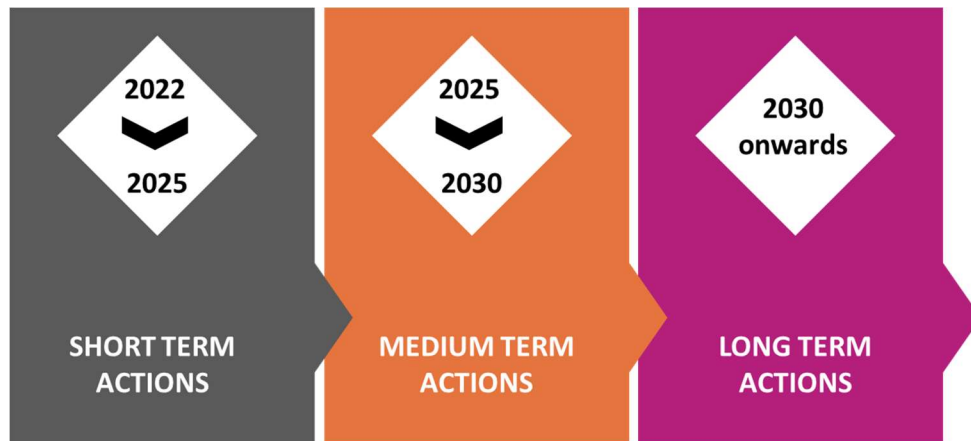 2022
2025
SHORT TERM
ACTIONS
2025
2030
MEDIUM TERM
ACTIONS
2030
onwards
LONG TERM
ACTIONS